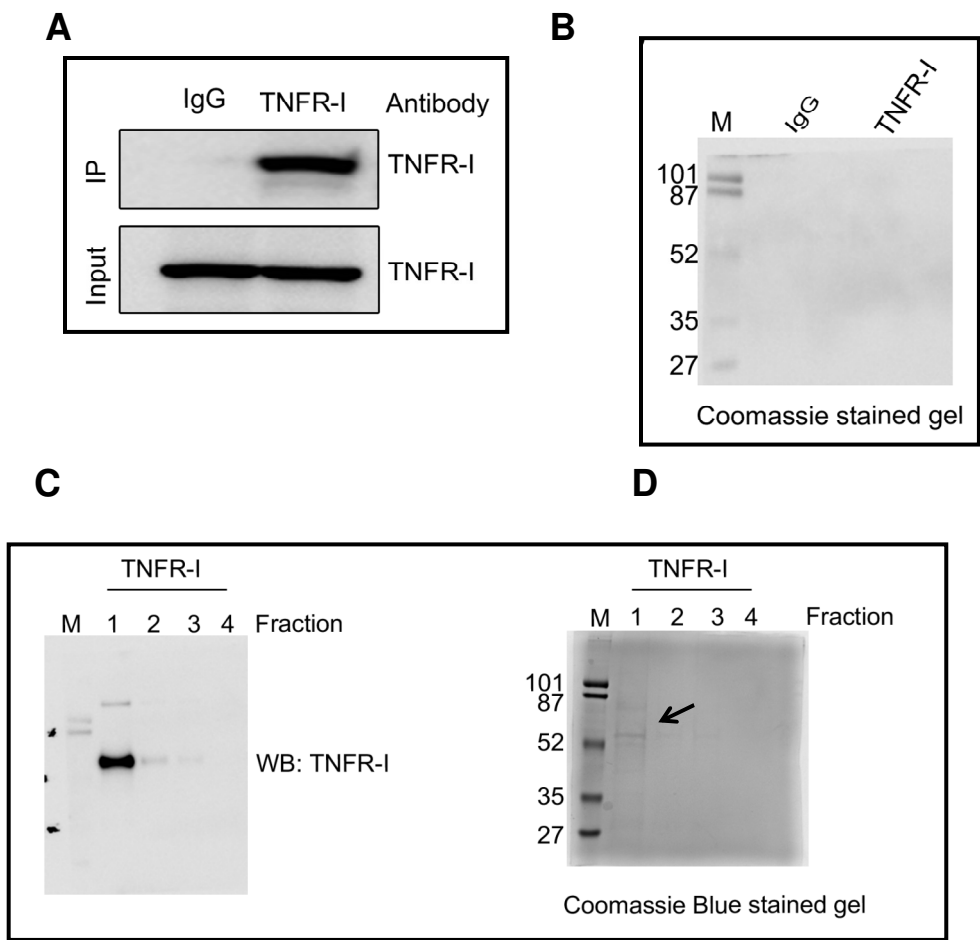 A
IgG TNFR-I Antibody
IP TNFR-I
Input TNFR-I
B
M IgG TNFR-I
101
87
52
35
27
Coomassie stained gel
C
TNFR-I
M 1 2 3 4 Fraction
WB: TNFR-I
D
TNFR-I
M 1 2 3 4 Fraction
101
87
52
35
27
Coomassie Blue stained gel